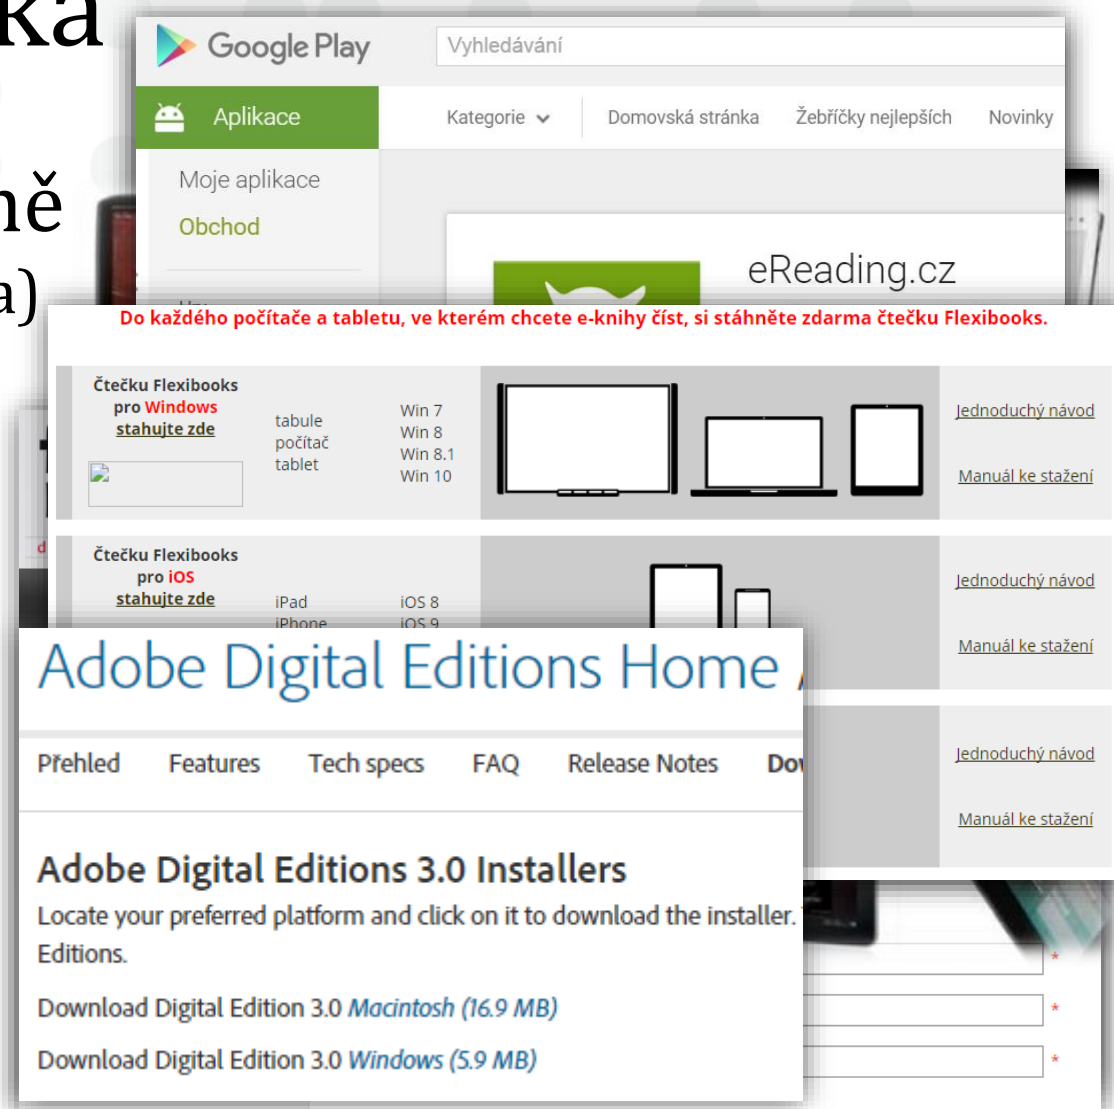 Google Play
Vyhledávání
Aplikace
Kategorie
Domovská stránka
Žebříčky nejlepších
Novinky
Moje aplikace
Obchod
eReading.cz
Do každého počítače a tabletu, ve kterém chcete e-knihy číst, si stáhněte zdarma čtečku Flexibooks.
Čtečku Flexibooks
pro Windows
stahujte zde
tabule
počítač
tablet
Win 7
Win 8
Win 8.1
Win 10
Jednoduchý návod
Manuál ke stažení
Čtečku Flexibooks
pro iOS
stahujte zde
iPad
iPhone
iOS 8
iOS 9
Jednoduchý návod
Manuál ke stažení
Jednoduchý návod
Manuál ke stažení
Adobe Digital Editions Home
Přehled
Features
Tech specs
FAQ
Release Notes
Adobe Digital Editions 3.0 Installers
Locate your preferred platform and click on it to download the installer.
Editions.
Download Digital Edition 3.0 Macintosh (16.9 MB)
Download Digital Edition 3.0 Windows (5.9 MB)
*
*
*